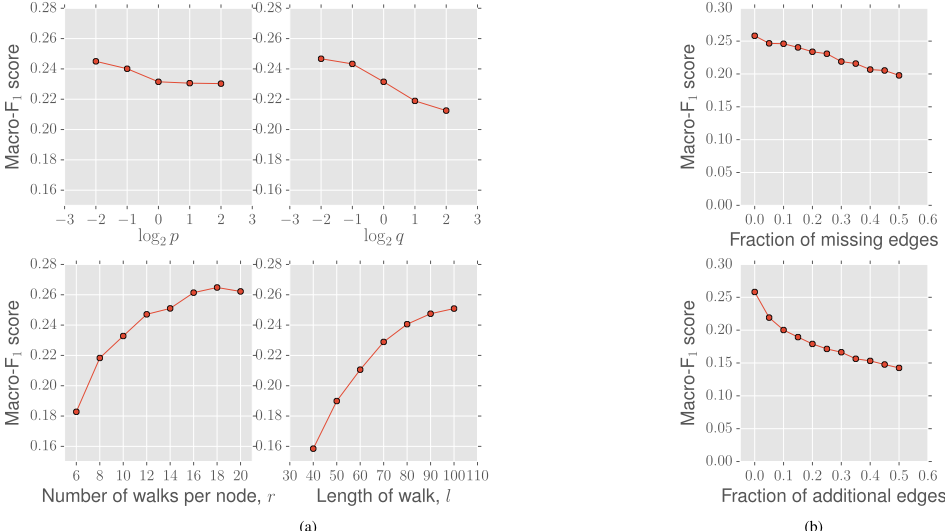 0.28 0.28 0.30
0.26 0.26 0.25
0.24 0.24 0.20
0.22 0.22 0.15
0.20 0.20 0.10
0.18 0.18 0.05
0.16 0.16 0.00
Macro-F₁ score
Macro-F₁ score
−3 −2 −1 0 1 2 3
−3 −2 −1 0 1 2 3
0.0 0.1 0.2 0.3 0.4 0.5 0.6
log₂ p
log₂ q
Fraction of missing edges
0.28 0.28 0.30
0.26 0.26 0.25
0.24 0.24 0.20
0.22 0.22 0.15
0.20 0.20 0.10
0.18 0.18 0.05
0.16 0.16 0.00
Macro-F₁ score
Macro-F₁ score
6 8 10 12 14 16 18 20
30 40 50 60 70 80 90 100 110
0.0 0.1 0.2 0.3 0.4 0.5 0.6
Number of walks per node, r
Length of walk, l
Fraction of additional edges
(a)
(b)